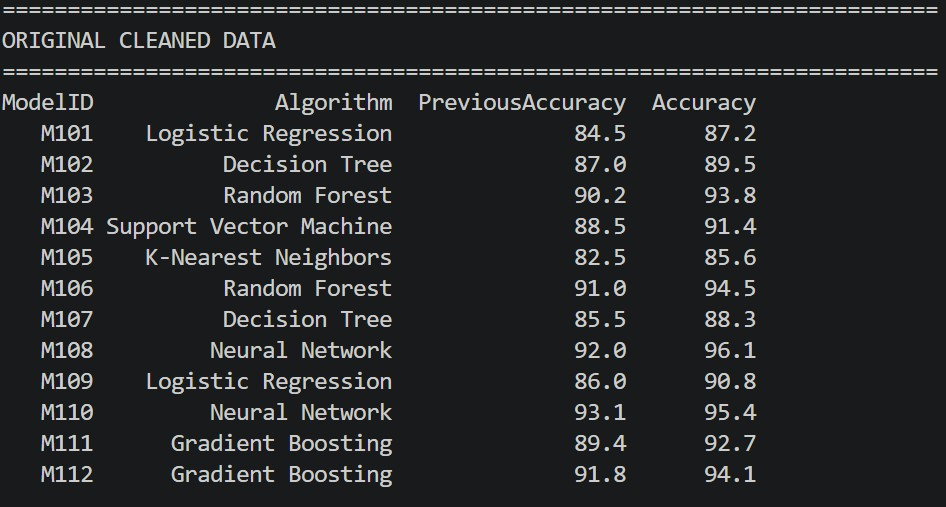 ========================================================================
ORIGINAL CLEANED DATA
========================================================================
ModelID Algorithm PreviousAccuracy Accuracy
M101 Logistic Regression 84.5 87.2
M102 Decision Tree 87.0 89.5
M103 Random Forest 90.2 93.8
M104 Support Vector Machine 88.5 91.4
M105 K-Nearest Neighbors 82.5 85.6
M106 Random Forest 91.0 94.5
M107 Decision Tree 85.5 88.3
M108 Neural Network 92.0 96.1
M109 Logistic Regression 86.0 90.8
M110 Neural Network 93.1 95.4
M111 Gradient Boosting 89.4 92.7
M112 Gradient Boosting 91.8 94.1